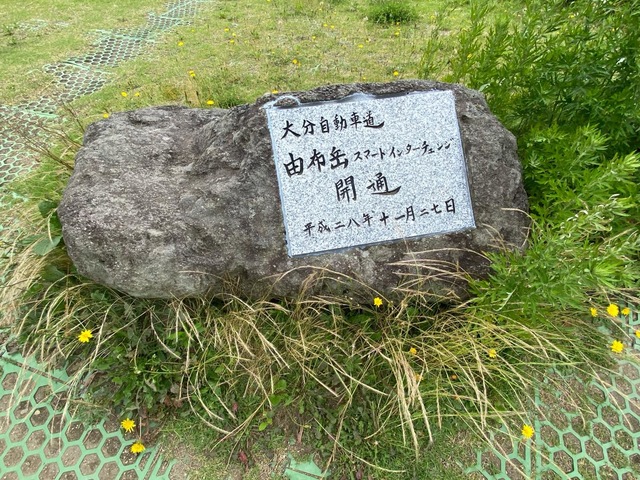 大分自動車道
由布岳スマートインターチェンジ
開通
平成二八年十一月二七日